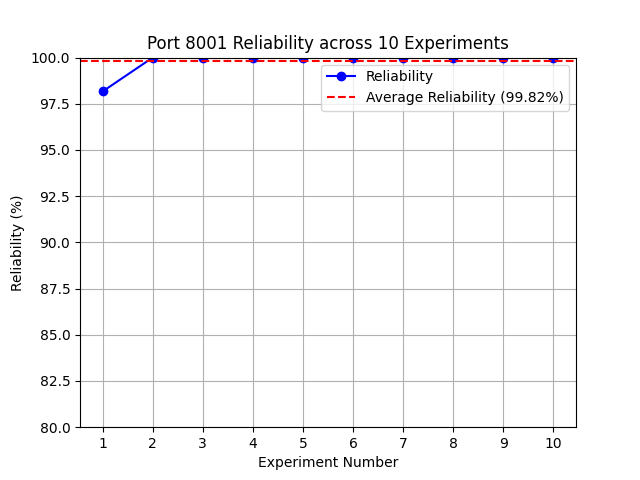 Port 8001 Reliability across 10 Experiments
100.0
97.5
95.0
92.5
90.0
87.5
85.0
82.5
80.0
Reliability (%)
Reliability
Average Reliability (99.82%)
1 2 3 4 5 6 7 8 9 10
Experiment Number